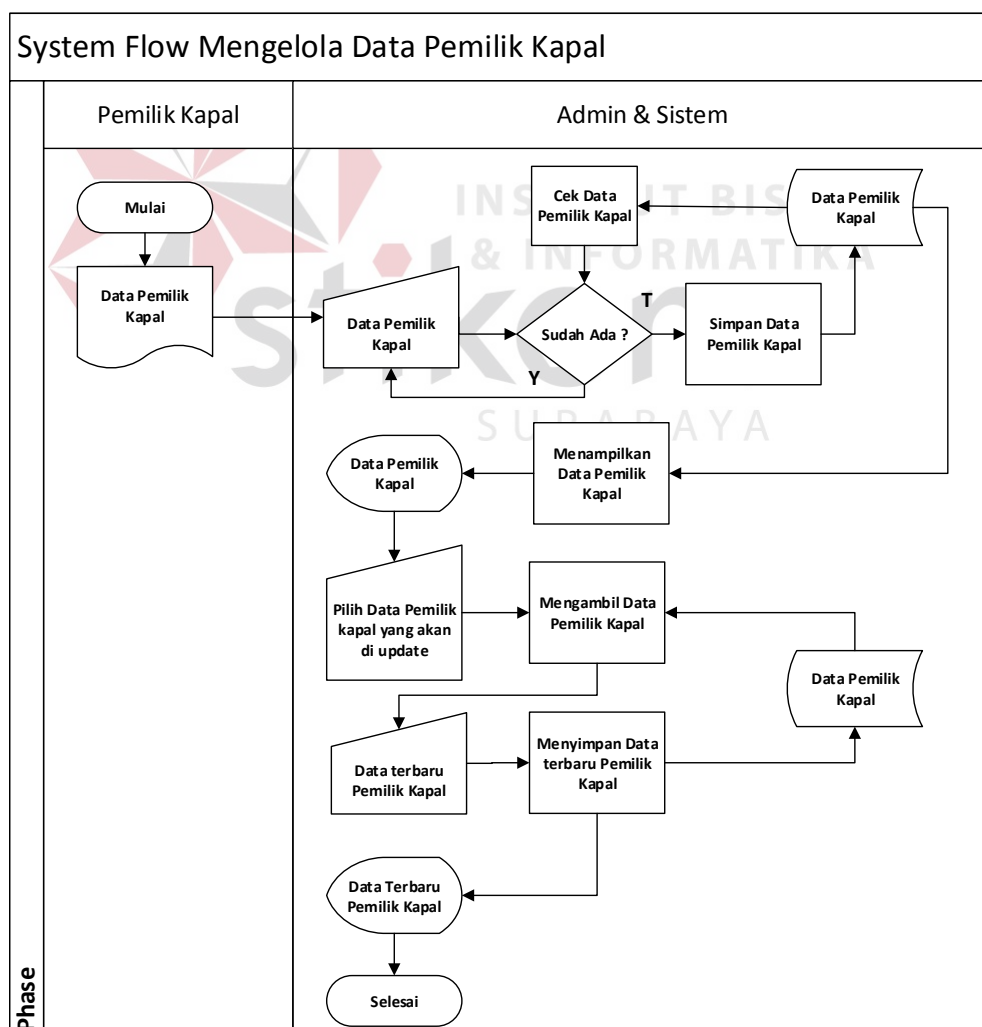 System Flow Mengelola Data Pemilik Kapal
Pemilik Kapal
Admin & Sistem
Mulai
Data Pemilik
Kapal
Data Pemilik
Kapal
Cek Data
Pemilik Kapal
Sudah Ada ?
T
Y
Simpan Data
Pemilik Kapal
Data Pemilik
Kapal
Menampilkan
Data Pemilik
Kapal
Data Pemilik
Kapal
Pilih Data Pemilik
kapal yang akan
di update
Mengambil Data
Pemilik Kapal
Data Pemilik
Kapal
Data terbaru
Pemilik Kapal
Menyimpan Data
terbaru Pemilik
Kapal
Data Terbaru
Pemilik Kapal
Selesai
Phase
& INFORMATIKA
stikom
SURABAYA